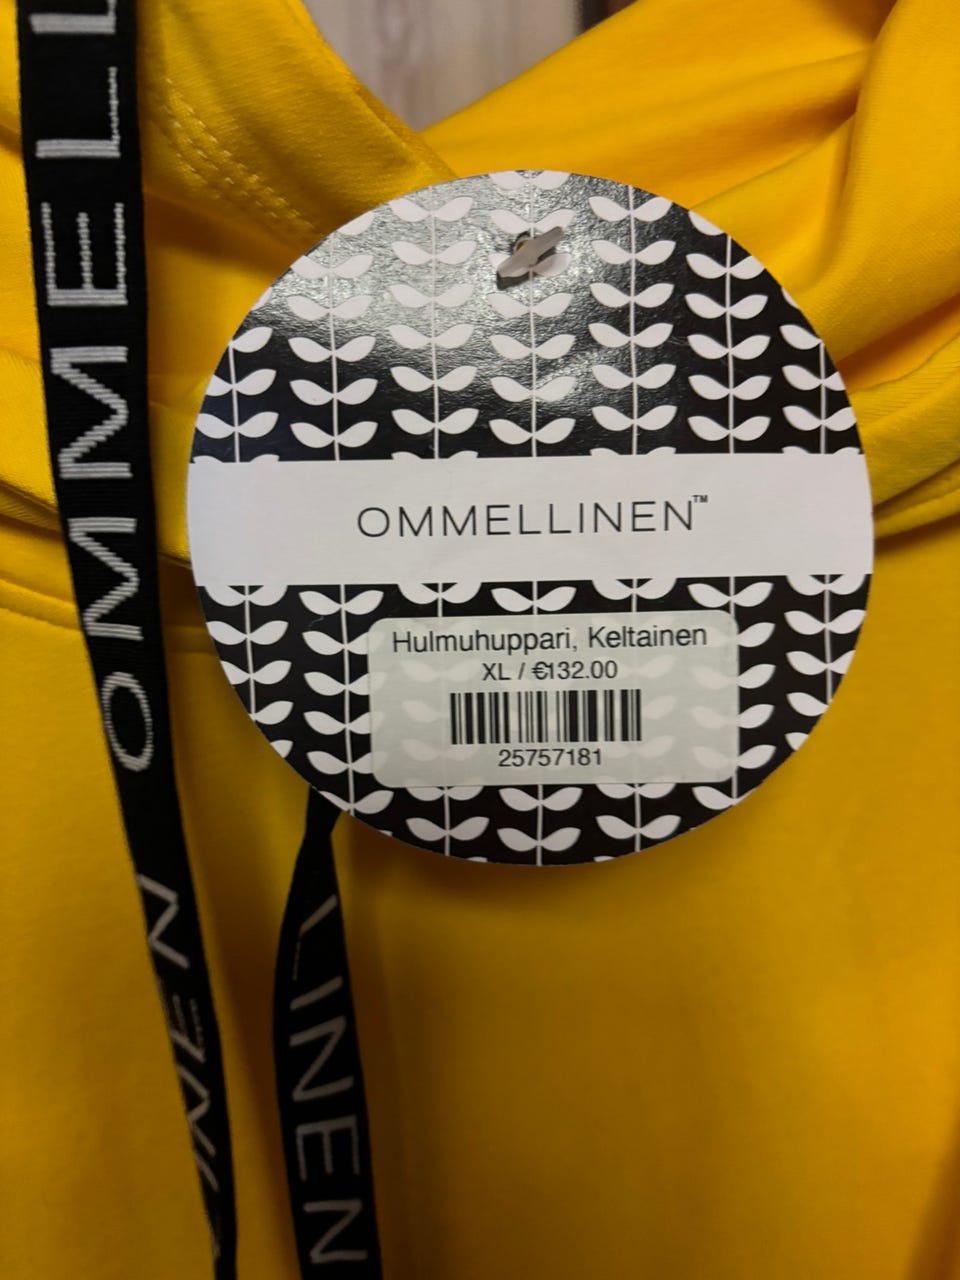 OMMELLINEN
OMMELLINEN™
Hulmuhuppari, Keltainen
XL / €132.00
25757181
LINEN